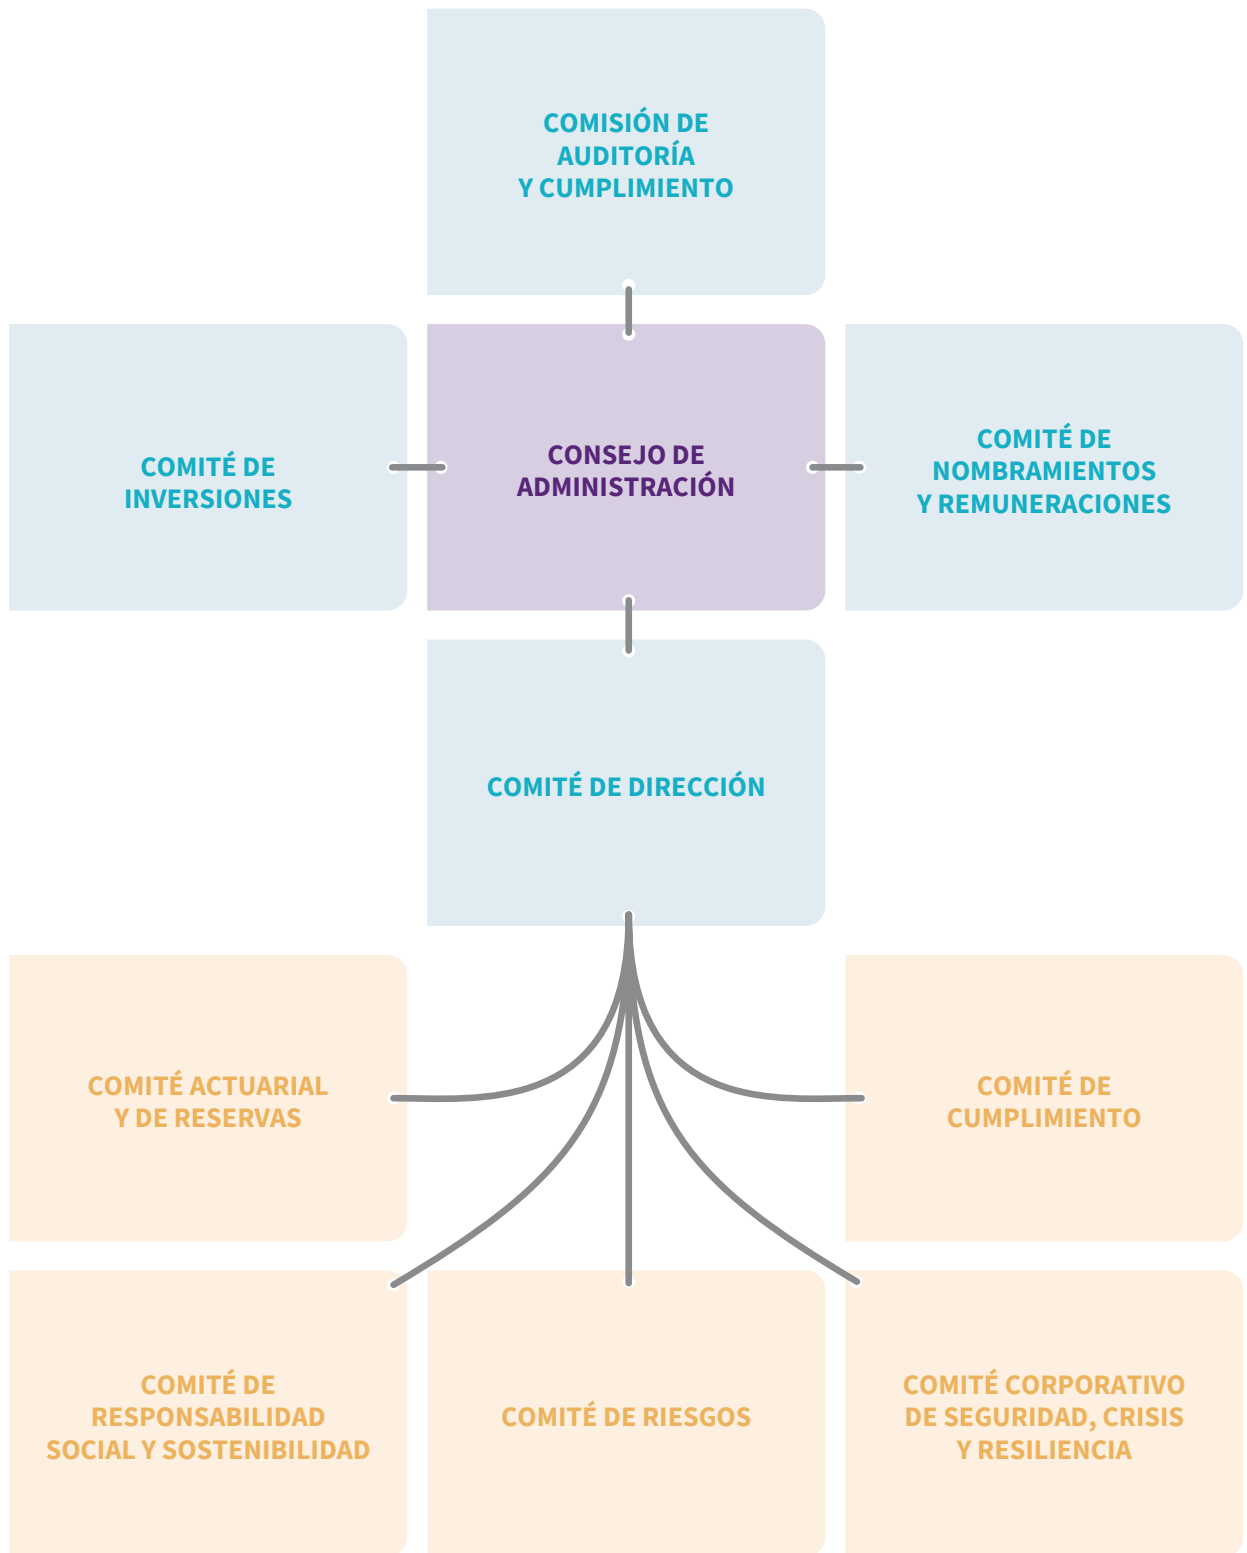 COMISIÓN DE
AUDITORÍA
Y CUMPLIMIENTO
COMITÉ DE
INVERSIONES
CONSEJO DE
ADMINISTRACIÓN
COMITÉ DE
NOMBRAMIENTOS
Y REMUNERACIONES
COMITÉ DE DIRECCIÓN
COMITÉ ACTUARIAL
Y DE RESERVAS
COMITÉ DE
CUMPLIMIENTO
COMITÉ DE
RESPONSABILIDAD
SOCIAL Y SOSTENIBILIDAD
COMITÉ DE RIESGOS
COMITÉ CORPORATIVO
DE SEGURIDAD, CRISIS
Y RESILIENCIA